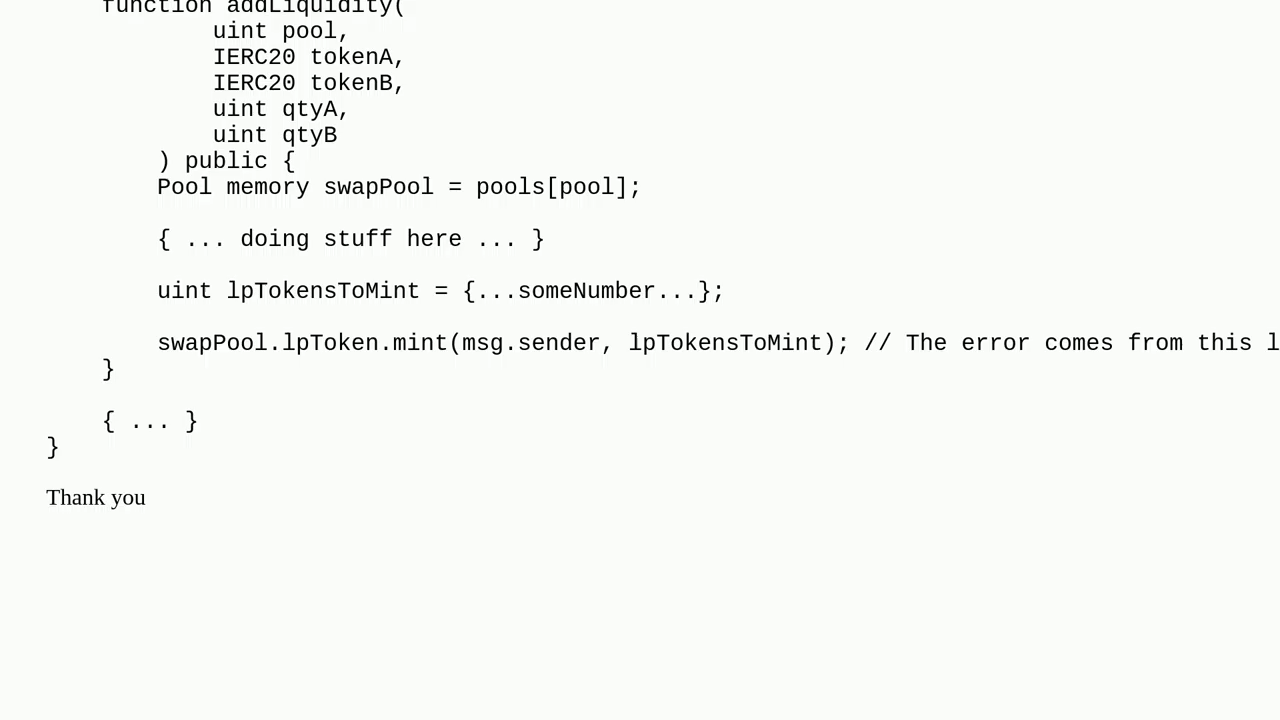 function addLiquidity(
uint pool,
IERC20 tokenA,
IERC20 tokenB,
uint qtyA,
uint qtyB
) public {
Pool memory swapPool = pools[pool];
{ ... doing stuff here ... }
uint lpTokensToMint = {...someNumber...};
swapPool.lpToken.mint(msg.sender, lpTokensToMint); // The error comes from this l
}
{ ... }
}
Thank you